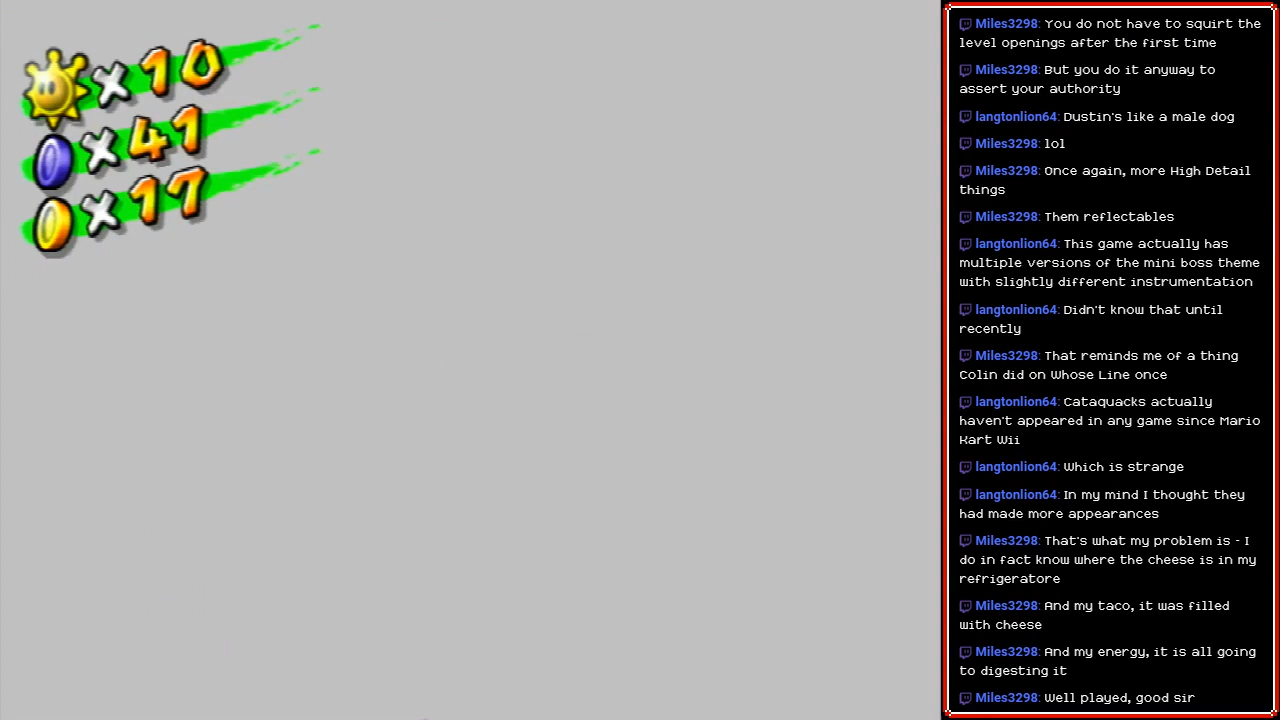 ×10
×41
×17
Miles3298: You do not have to squirt the
level openings after the first time
Miles3298: But you do it anyway to
assert your authority
langtonlion64: Dustin's like a male dog
Miles3298: lol
Miles3298: Once again, more High Detail
things
Miles3298: Them reflectables
langtonlion64: This game actually has
multiple versions of the mini boss theme
with slightly different instrumentation
langtonlion64: Didn't know that until
recently
Miles3298: That reminds me of a thing
Colin did on Whose Line once
langtonlion64: Cataquacks actually
haven't appeared in any game since Mario
Kart Wii
langtonlion64: Which is strange
langtonlion64: In my mind I thought they
had made more appearances
Miles3298: That's what my problem is - I
do in fact know where the cheese is in my
refrigeratore
Miles3298: And my taco, it was filled
with cheese
Miles3298: And my energy, it is all going
to digesting it
Miles3298: Well played, good sir